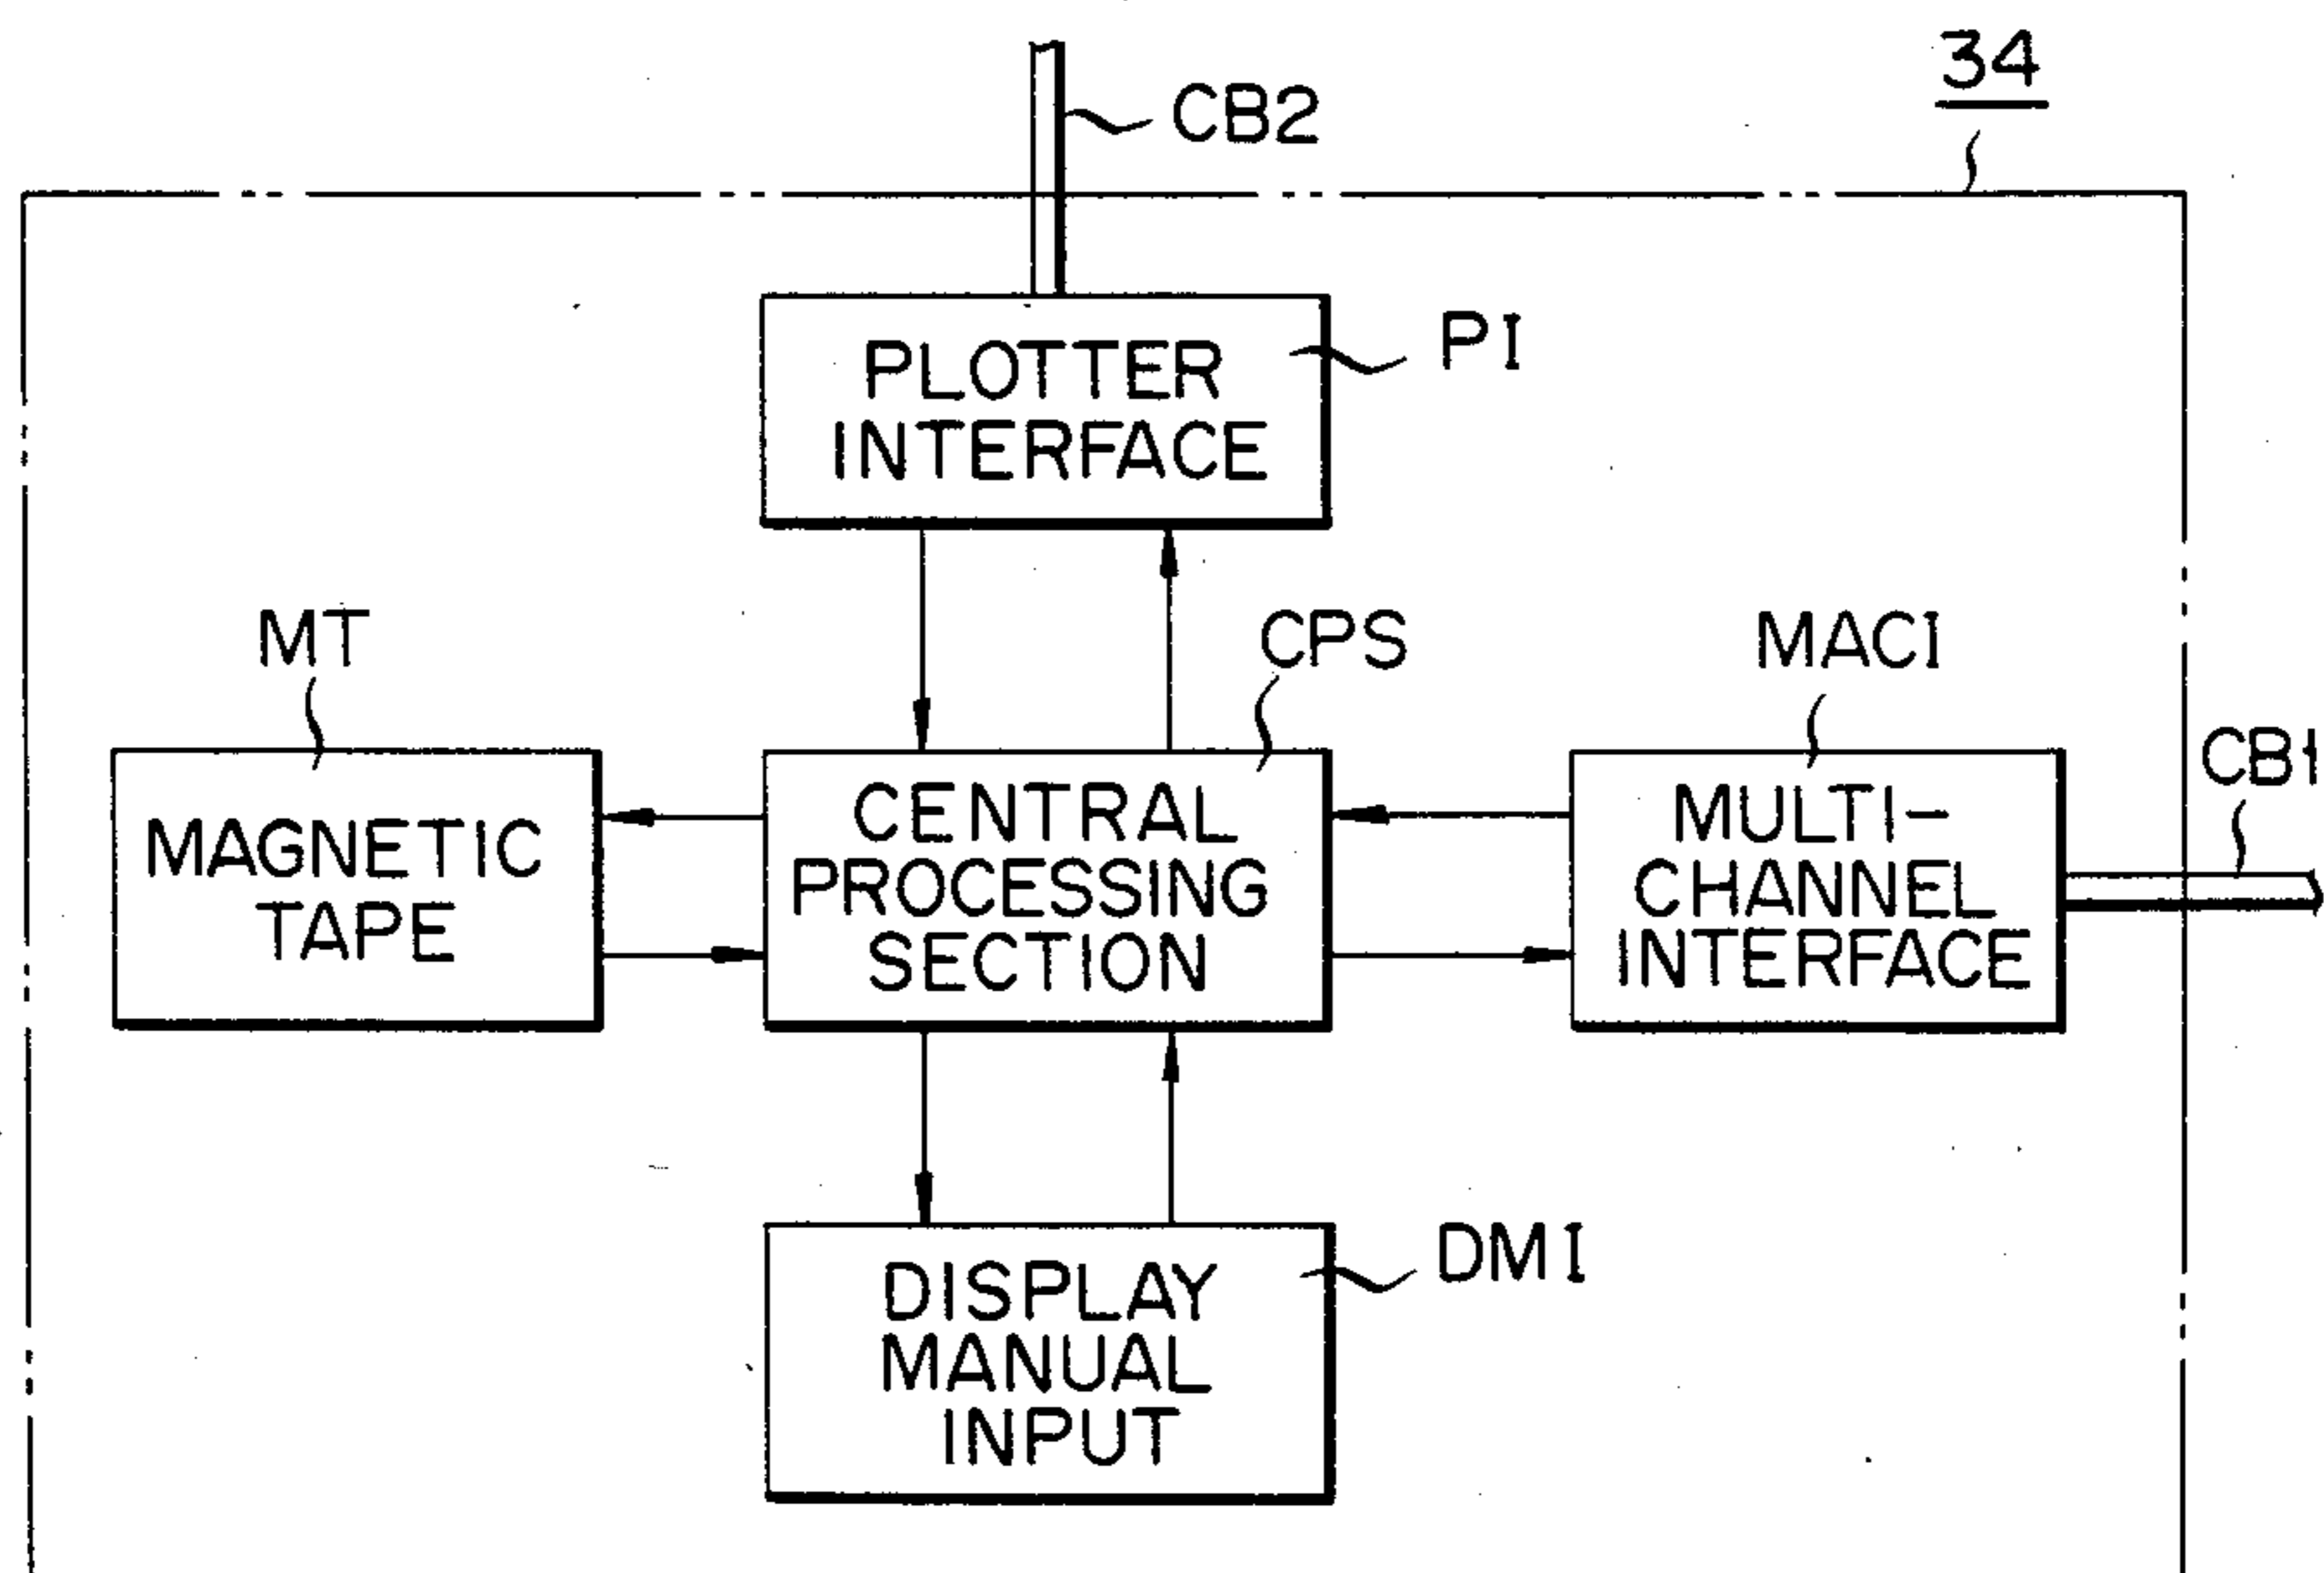 34
CB2
PLOTTER
INTERFACE
PI
MT
CPS
MACI
CB1
MAGNETIC
TAPE
CENTRAL
PROCESSING
SECTION
MULTI-
CHANNEL
INTERFACE
DISPLAY
MANUAL
INPUT
DMI